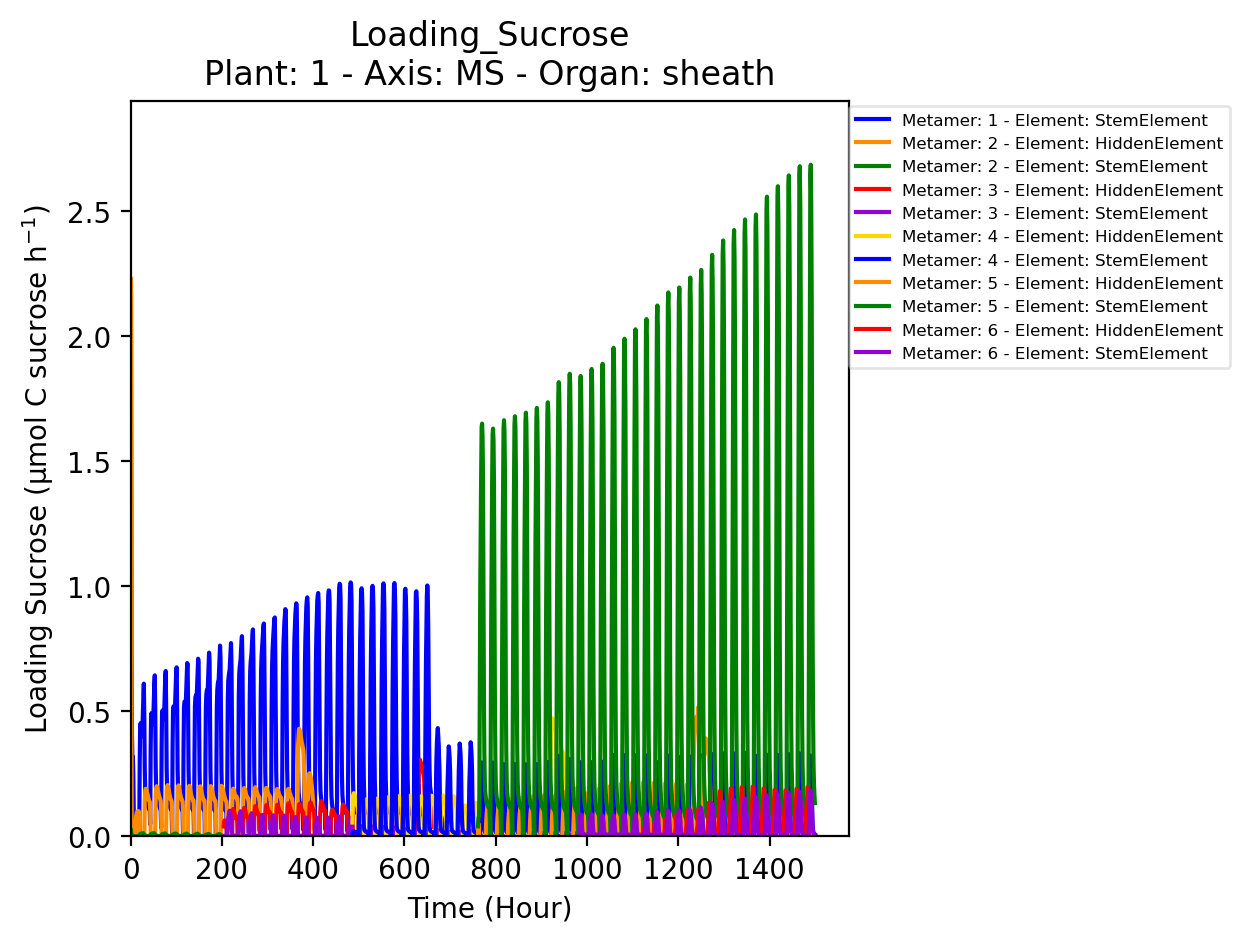 Loading_Sucrose
Plant: 1 - Axis: MS - Organ: sheath
Loading Sucrose (µmol C sucrose h⁻¹)
2.5
2.0
1.5
1.0
0.5
0.0
0 200 400 600 800 1000 1200 1400
Time (Hour)
Metamer: 1 - Element: StemElement
Metamer: 2 - Element: HiddenElement
Metamer: 2 - Element: StemElement
Metamer: 3 - Element: HiddenElement
Metamer: 3 - Element: StemElement
Metamer: 4 - Element: HiddenElement
Metamer: 4 - Element: StemElement
Metamer: 5 - Element: HiddenElement
Metamer: 5 - Element: StemElement
Metamer: 6 - Element: HiddenElement
Metamer: 6 - Element: StemElement